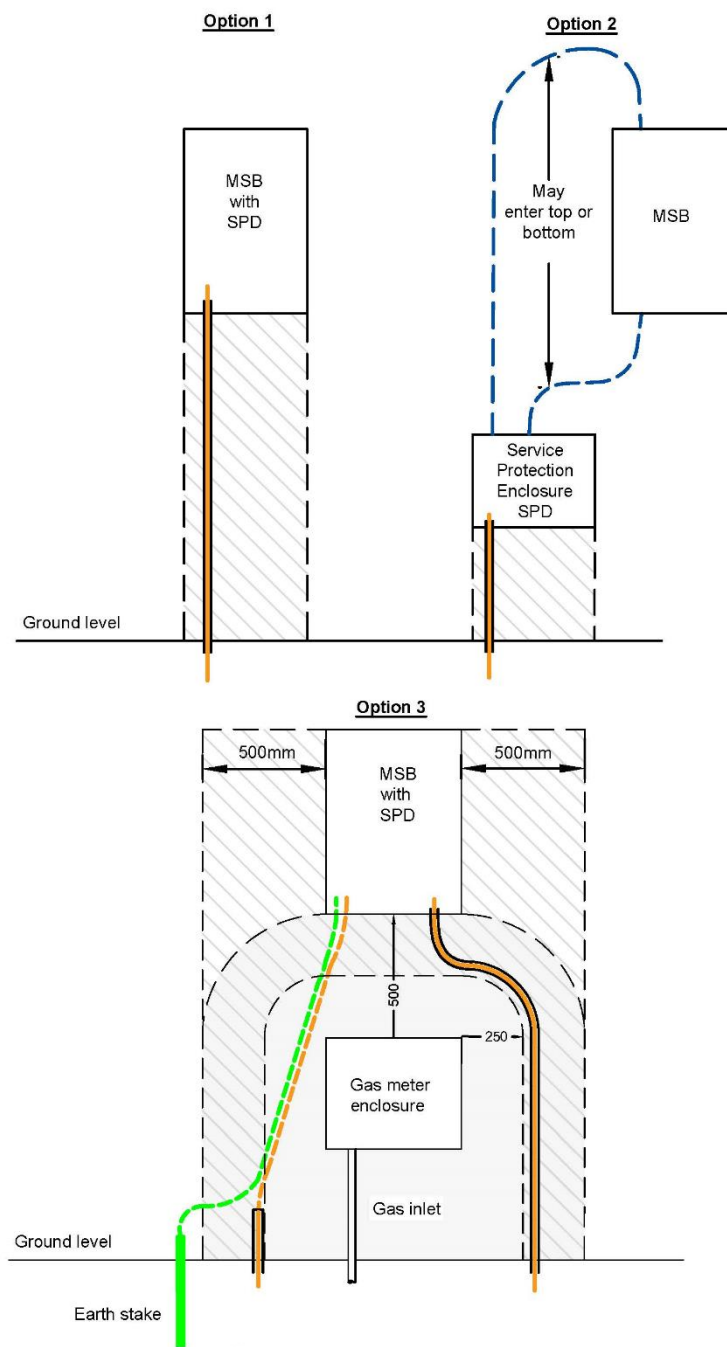 Option 1
Option 2
MSB
with
SPD
May
enter top or
bottom
MSB
Service
Protection
Enclosure
SPD
Ground level
Option 3
500mm
500mm
MSB
with
SPD
500
250
Gas meter
enclosure
Gas inlet
Ground level
Earth stake